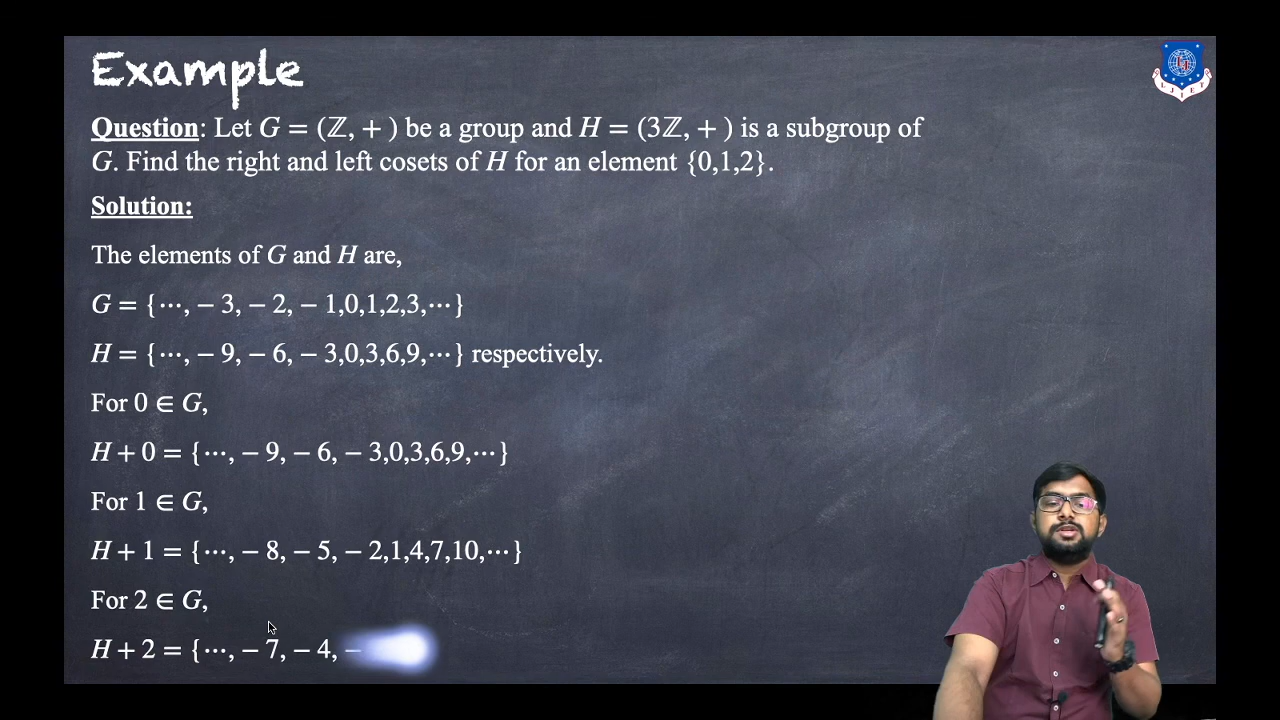 Example
Question: Let G = (ℤ, + ) be a group and H = (3ℤ, + ) is a subgroup of
G. Find the right and left cosets of H for an element {0,1,2}.
Solution:
The elements of G and H are,
G = {⋯, − 3, − 2, − 1,0,1,2,3,⋯}
H = {⋯, − 9, − 6, − 3,0,3,6,9,⋯} respectively.
For 0 ∈ G,
H + 0 = {⋯, − 9, − 6, − 3,0,3,6,9,⋯}
For 1 ∈ G,
H + 1 = {⋯, − 8, − 5, − 2,1,4,7,10,⋯}
For 2 ∈ G,
H + 2 = {⋯, − 7, − 4, −